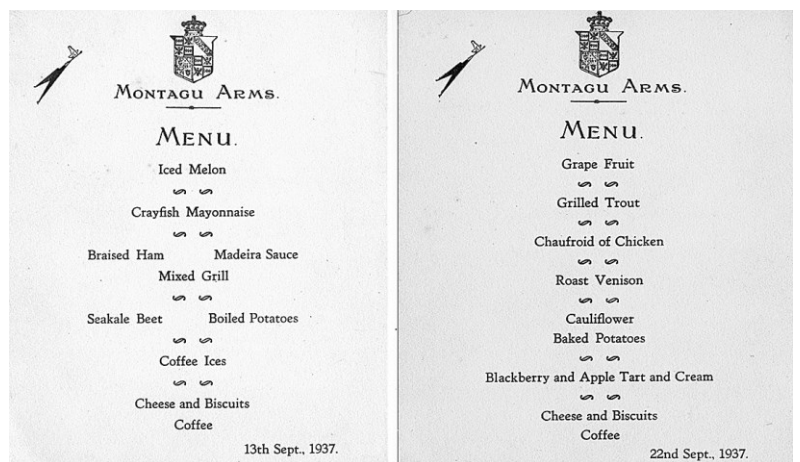 MONTAGU ARMS.
MENU.
Iced Melon
Crayfish Mayonnaise
Braised Ham Madeira Sauce
Mixed Grill
Seakale Beet Boiled Potatoes
Coffee Ices
Cheese and Biscuits
Coffee
13th Sept., 1937.
MONTAGU ARMS.
MENU.
Grape Fruit
Grilled Trout
Chaufroid of Chicken
Roast Venison
Cauliflower
Baked Potatoes
Blackberry and Apple Tart and Cream
Cheese and Biscuits
Coffee
22nd Sept., 1937.